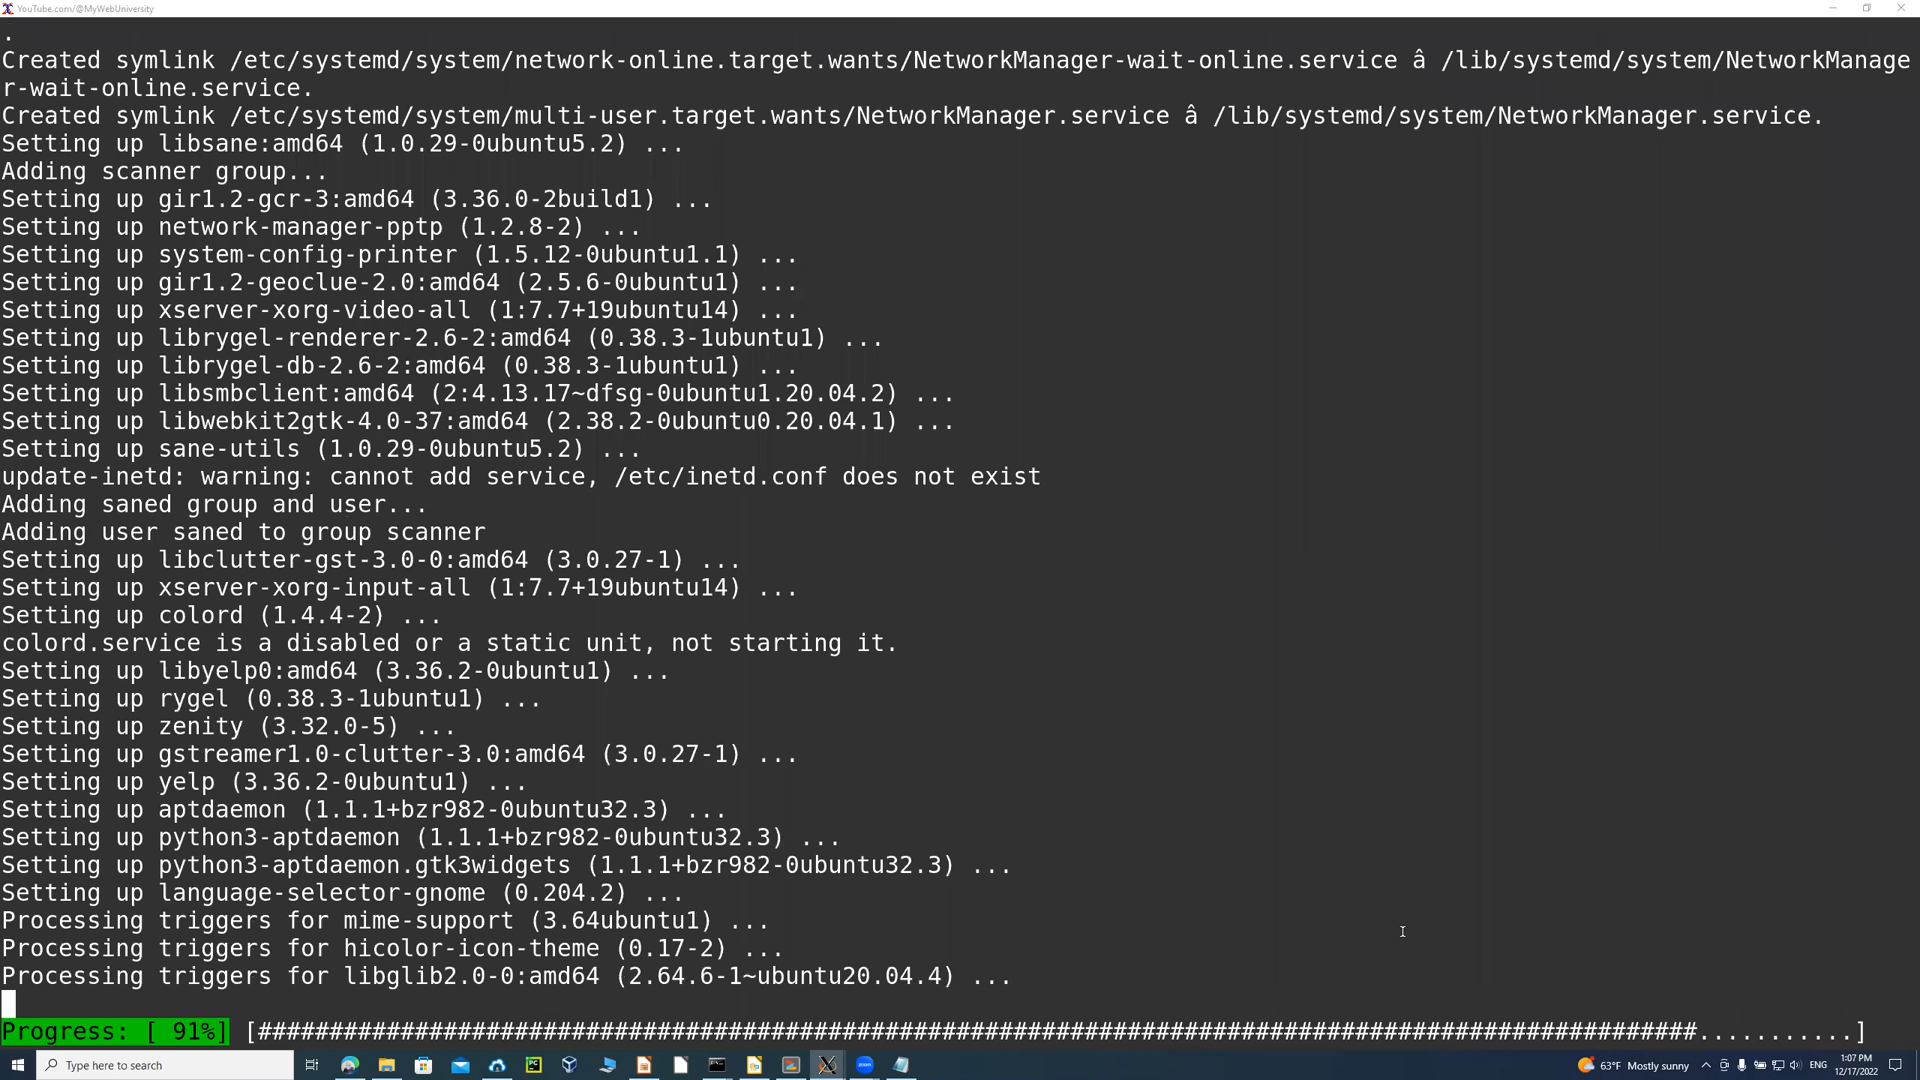 YouTube.com/@MyWebUniversity
.
Created symlink /etc/systemd/system/network-online.target.wants/NetworkManager-wait-online.service â /lib/systemd/system/NetworkManage
r-wait-online.service.
Created symlink /etc/systemd/system/multi-user.target.wants/NetworkManager.service â /lib/systemd/system/NetworkManager.service.
Setting up libsane:amd64 (1.0.29-0ubuntu5.2) ...
Adding scanner group...
Setting up gir1.2-gcr-3:amd64 (3.36.0-2build1) ...
Setting up network-manager-pptp (1.2.8-2) ...
Setting up system-config-printer (1.5.12-0ubuntu1.1) ...
Setting up gir1.2-geoclue-2.0:amd64 (2.5.6-0ubuntu1) ...
Setting up xserver-xorg-video-all (1:7.7+19ubuntu14) ...
Setting up librygel-renderer-2.6-2:amd64 (0.38.3-1ubuntu1) ...
Setting up librygel-db-2.6-2:amd64 (0.38.3-1ubuntu1) ...
Setting up libsmbclient:amd64 (2:4.13.17~dfsg-0ubuntu1.20.04.2) ...
Setting up libwebkit2gtk-4.0-37:amd64 (2.38.2-0ubuntu0.20.04.1) ...
Setting up sane-utils (1.0.29-0ubuntu5.2) ...
update-inetd: warning: cannot add service, /etc/inetd.conf does not exist
Adding saned group and user...
Adding user saned to group scanner
Setting up libclutter-gst-3.0-0:amd64 (3.0.27-1) ...
Setting up xserver-xorg-input-all (1:7.7+19ubuntu14) ...
Setting up colord (1.4.4-2) ...
colord.service is a disabled or a static unit, not starting it.
Setting up libyelp0:amd64 (3.36.2-0ubuntu1) ...
Setting up rygel (0.38.3-1ubuntu1) ...
Setting up zenity (3.32.0-5) ...
Setting up gstreamer1.0-clutter-3.0:amd64 (3.0.27-1) ...
Setting up yelp (3.36.2-0ubuntu1) ...
Setting up aptdaemon (1.1.1+bzr982-0ubuntu32.3) ...
Setting up python3-aptdaemon (1.1.1+bzr982-0ubuntu32.3) ...
Setting up python3-aptdaemon.gtk3widgets (1.1.1+bzr982-0ubuntu32.3) ...
Setting up language-selector-gnome (0.204.2) ...
Processing triggers for mime-support (3.64ubuntu1) ...
Processing triggers for hicolor-icon-theme (0.17-2) ...
Processing triggers for libglib2.0-0:amd64 (2.64.6-1~ubuntu20.04.4) ...
Progress: [ 91%] [#####################################################################################################...........]
Type here to search
63°F Mostly sunny
ENG
1:07 PM
12/17/2022